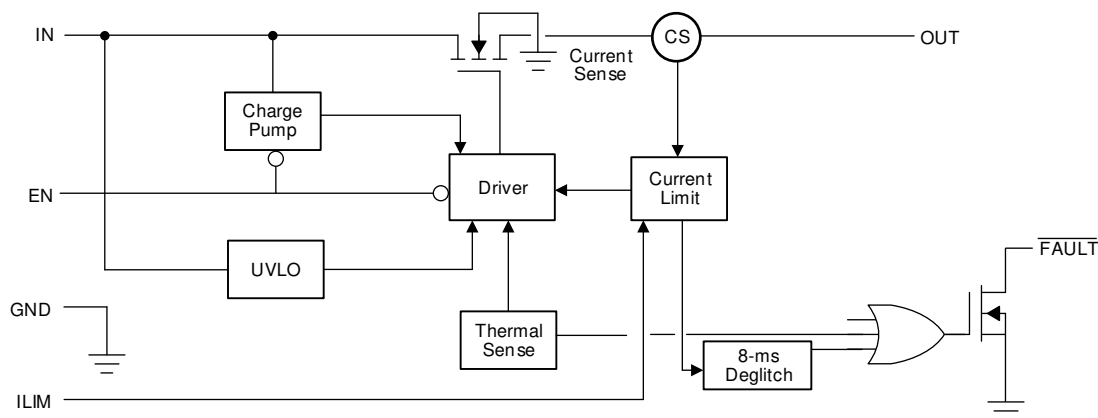 IN
CS
OUT
Current
Sense
Charge
Pump
EN
Driver
Current
Limit
FAULT
UVLO
GND
Thermal
Sense
8-ms
Deglitch
ILIM